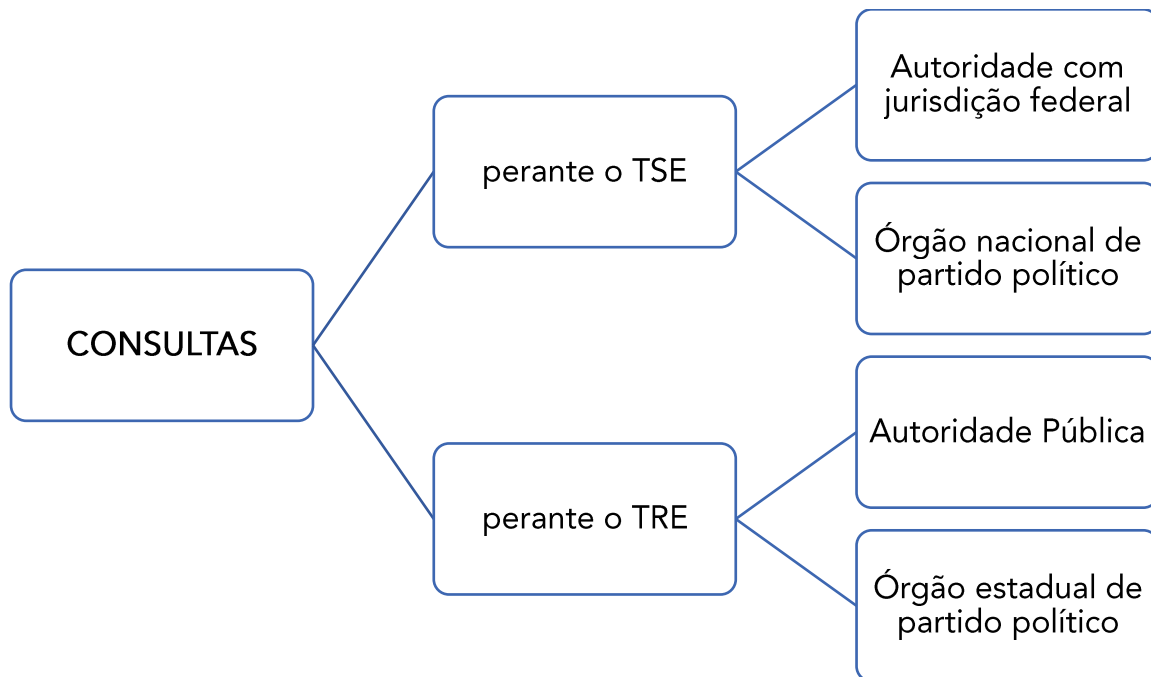 CONSULTAS
perante o TSE
Autoridade com
jurisdição federal
Órgão nacional de
partido político
perante o TRE
Autoridade Pública
Órgão estadual de
partido político